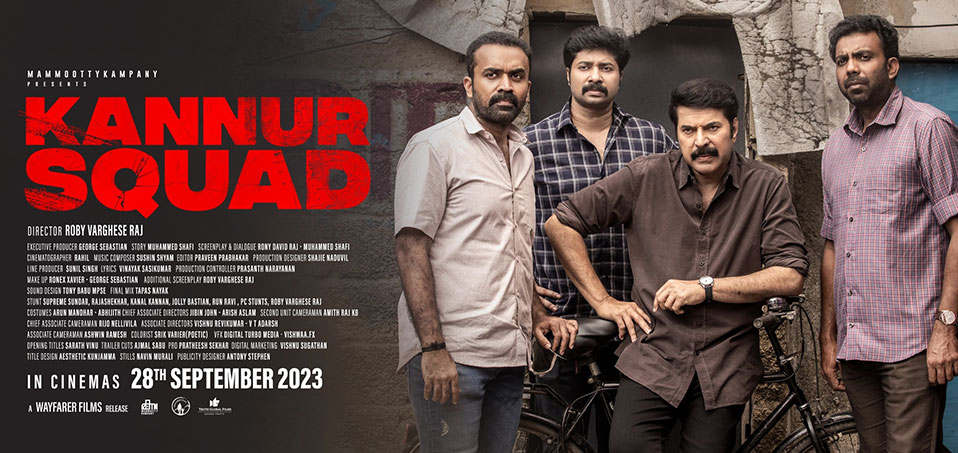 MAMMOOTTYKAMPANY
PRESENTS
KANNUR
SQUAD
DIRECTOR ROBY VARGHESE RAJ
EXECUTIVE PRODUCER GEORGE SEBASTIAN STORY MUHAMMED SHAFI SCREENPLAY & DIALOGUE RONY DAVID RAJ - MUHAMMED SHAFI
CINEMATOGRAPHER RAHIL MUSIC COMPOSER SUSHIN SHYAM EDITOR PRAVEEN PRABHAKAR PRODUCTION DESIGNER SHAJIE NADUVIL
LINE PRODUCER SUNIL SINGH LYRICS VINAYAK SASIKUMAR PRODUCTION CONTROLLER PRASANTH NARAYANAN
MAKE UP RONEX XAVIER - GEORGE SEBASTIAN ADDITIONAL SCREENPLAY ROBY VARGHESE RAJ
SOUND DESIGN TONY BABU MPSE FINAL MIX TAPAS NAYAK
STUNT SUPREME SUNDAR, RAJASHEKHAR, KANAL KANNAN, JOLLY BASTIAN, RUN RAVI , PC STUNTS, ROBY VARGHESE RAJ
COSTUMES ARUN MANOHAR - ABHIJITH CHIEF ASSOCIATE DIRECTORS JIBIN JOHN - ARISH ASLAM SECOND UNIT CAMERAMAN AMITH RAJ KB
CHIEF ASSOCIATE CAMERAMAN RIJO NELLIVILA ASSOCIATE DIRECTORS VISHNU REVIKUMAR - V T ADARSH
ASSOCIATE CAMERAMAN ASHWIN RAMESH COLOUIST SRIK VARIER(POETIC) VFX DIGITAL TURBO MEDIA - VISHWAA.FX
OPENING TITLES SARATH VINU TRAILER CUTS AJMAL SABU PRO PRATHEESH SEKHAR DIGITAL MARKETING VISHNU SUGATHAN
TITLE DESIGN AESTHETIC KUNJAMMA STILLS NAVIN MURALI PUBLICITY DESIGNER ANTONY STEPHEN
IN CINEMAS 28TH SEPTEMBER 2023
A WAYFARER FILMS RELEASE
TRUTH GLOBAL FILMS